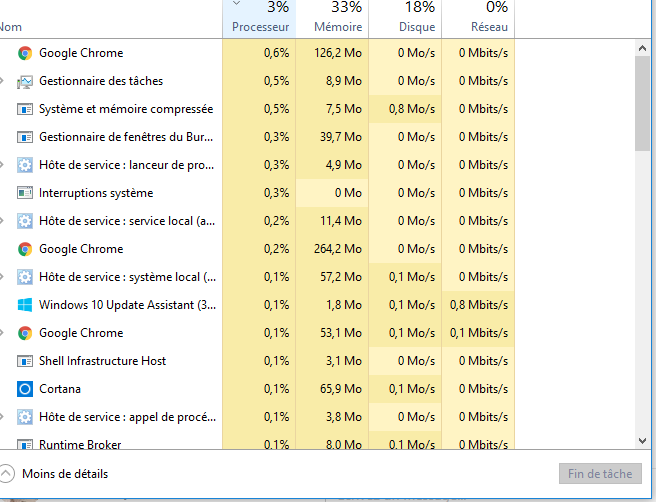 3% 33% 18% 0%
Nom Processeur Mémoire Disque Réseau
Google Chrome 0,6% 126,2 Mo 0 Mo/s 0 Mbits/s
Gestionnaire des tâches 0,5% 8,9 Mo 0 Mo/s 0 Mbits/s
Système et mémoire compressée 0,5% 7,5 Mo 0,8 Mo/s 0 Mbits/s
Gestionnaire de fenêtres du Bur... 0,3% 39,7 Mo 0 Mo/s 0 Mbits/s
Hôte de service : lanceur de pro... 0,3% 4,9 Mo 0 Mo/s 0 Mbits/s
Interruptions système 0,3% 0 Mo 0 Mo/s 0 Mbits/s
Hôte de service : service local (a... 0,2% 11,4 Mo 0 Mo/s 0 Mbits/s
Google Chrome 0,2% 264,2 Mo 0 Mo/s 0 Mbits/s
Hôte de service : système local (... 0,1% 57,2 Mo 0,1 Mo/s 0 Mbits/s
Windows 10 Update Assistant (3... 0,1% 1,8 Mo 0,1 Mo/s 0,8 Mbits/s
Google Chrome 0,1% 53,1 Mo 0,1 Mo/s 0,1 Mbits/s
Shell Infrastructure Host 0,1% 3,1 Mo 0 Mo/s 0 Mbits/s
Cortana 0,1% 65,9 Mo 0,1 Mo/s 0 Mbits/s
Hôte de service : appel de procé... 0,1% 3,8 Mo 0 Mo/s 0 Mbits/s
Runtime Broker 0,1% 8,0 Mo 0,1 Mo/s 0 Mbits/s
Moins de détails Fin de tâche